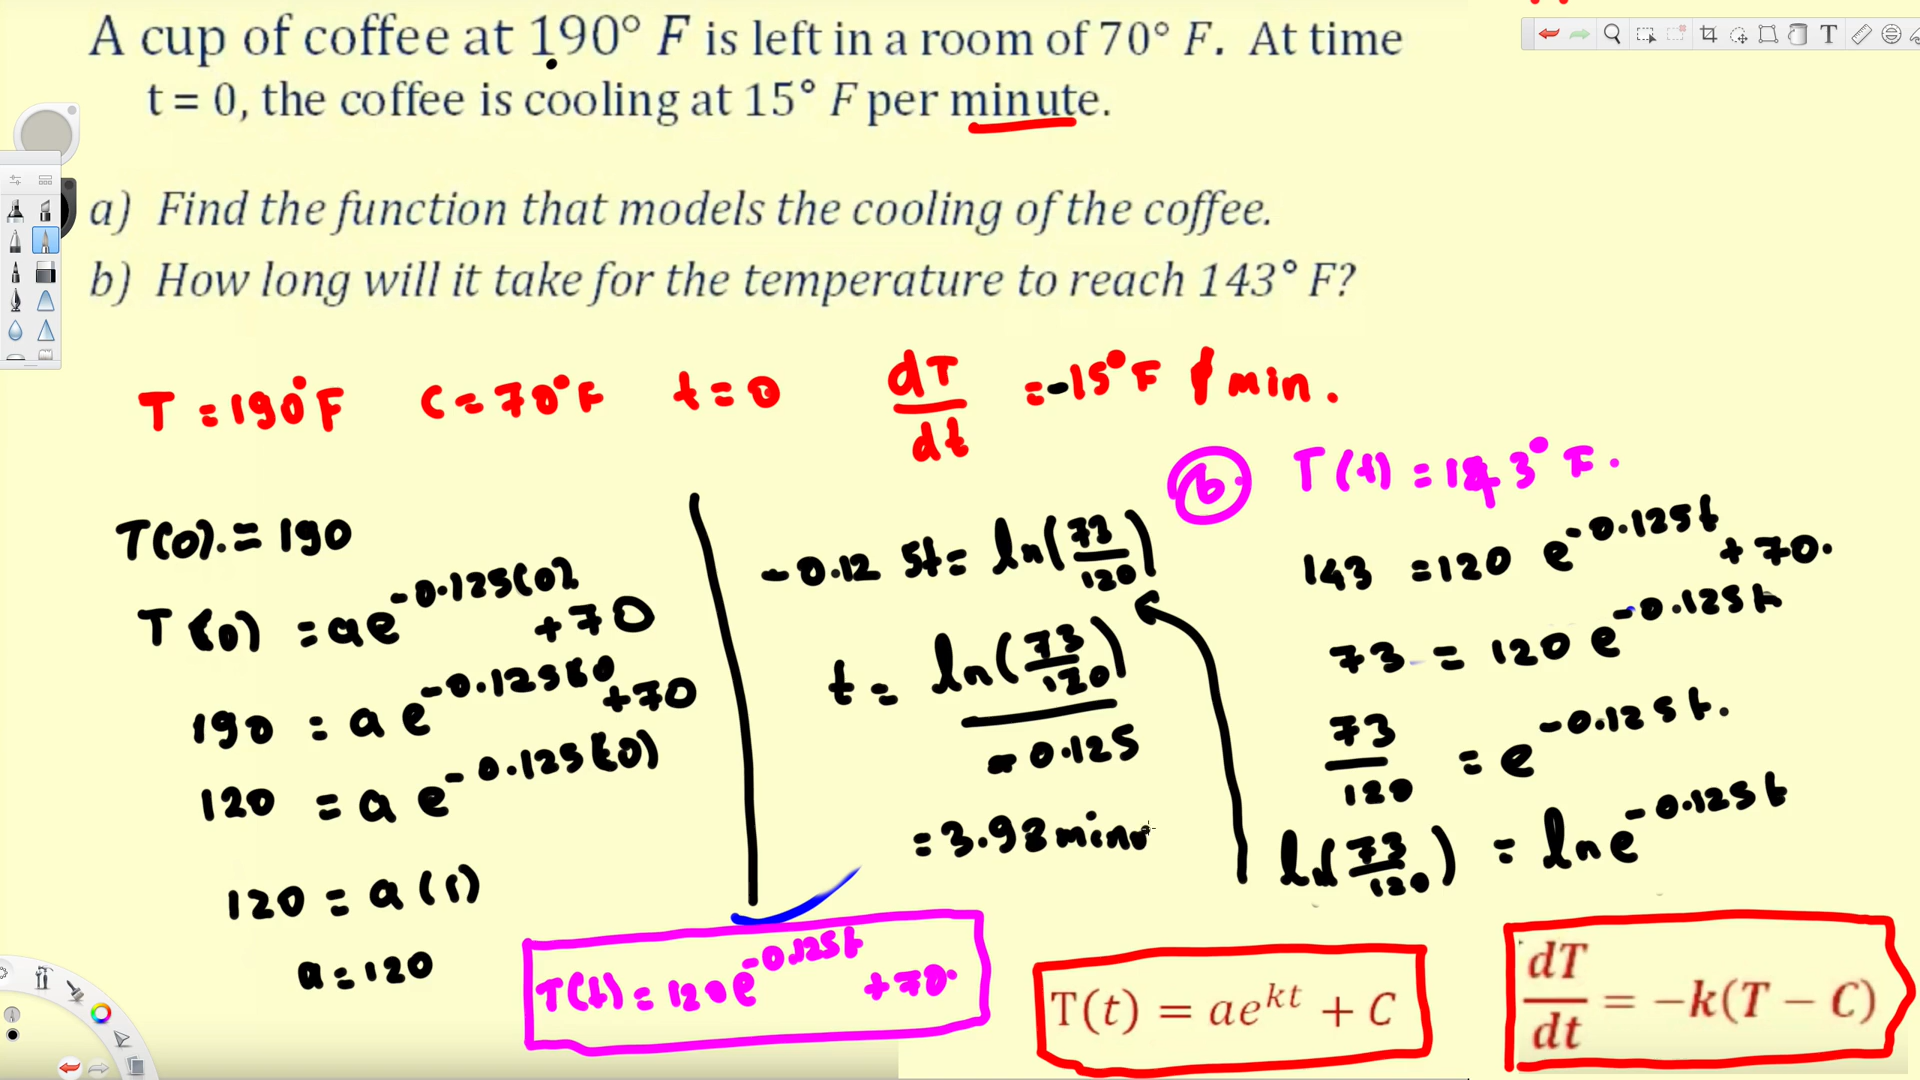 A cup of coffee at 190° F is left in a room of 70° F. At time
t = 0, the coffee is cooling at 15° F per minute.
a) Find the function that models the cooling of the coffee.
b) How long will it take for the temperature to reach 143° F?
T = 190°F C = 70°F t = 0 dT/dt = -15°F / min.
T(0) = 190
T(0) = ae^-0.125(0) + 70
190 = ae^-0.125(0) + 70
120 = ae^-0.125(0)
120 = a(1)
a = 120
T(t) = 120e^-0.125t + 70.
-0.125t = ln(73/120)
t = ln(73/120) / -0.125
= 3.98 minu
b. T(t) = 143°F.
143 = 120 e^-0.125t + 70.
73 = 120 e^-0.125t
73/120 = e^-0.125t.
ln(73/120) = ln e^-0.125t
T(t) = ae^kt + C
dT/dt = -k(T - C)